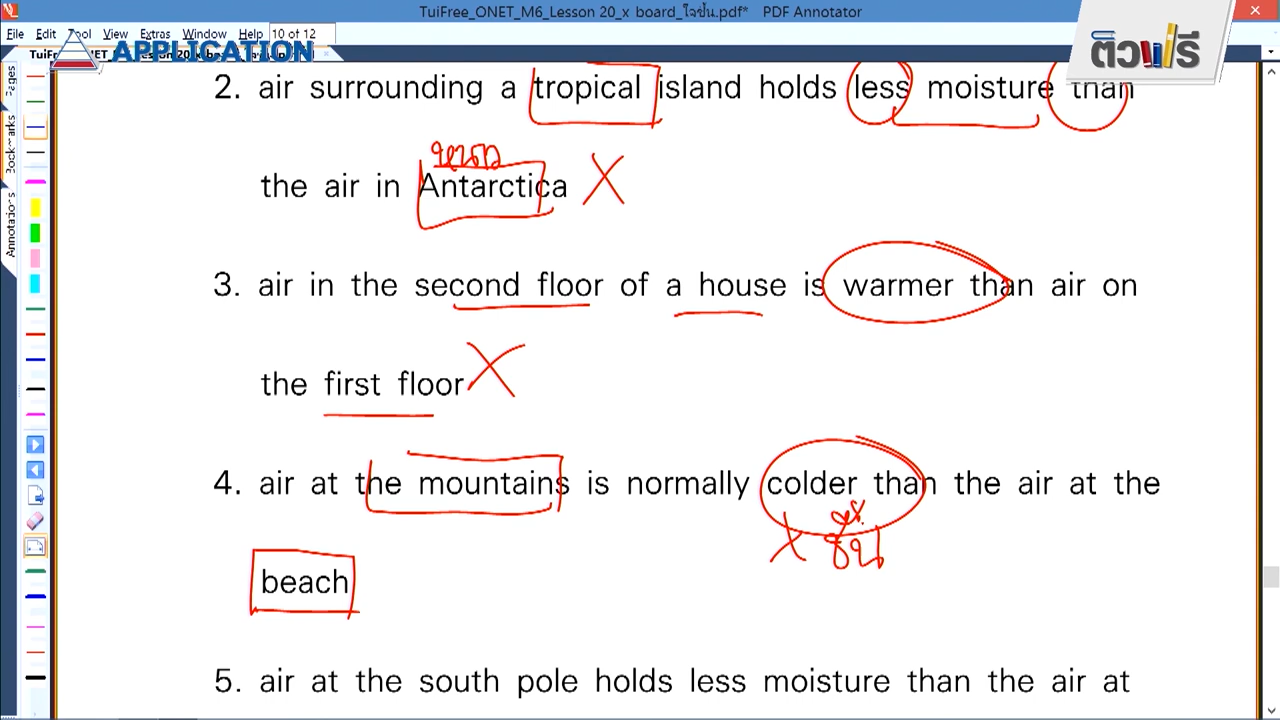 TuiFree_ONET_M6_Lesson 20_x board_ใจชื้น.pdf* PDF Annotator
File Edit Tool View Extras Window Help 10 of 12
APPLICATION
ติวฟรี
Pages
Bookmarks
Annotations
2. air surrounding a tropical island holds less moisture than
the air in Antarctica
3. air in the second floor of a house is warmer than air on
the first floor
4. air at the mountains is normally colder than the air at the
beach
5. air at the south pole holds less moisture than the air at